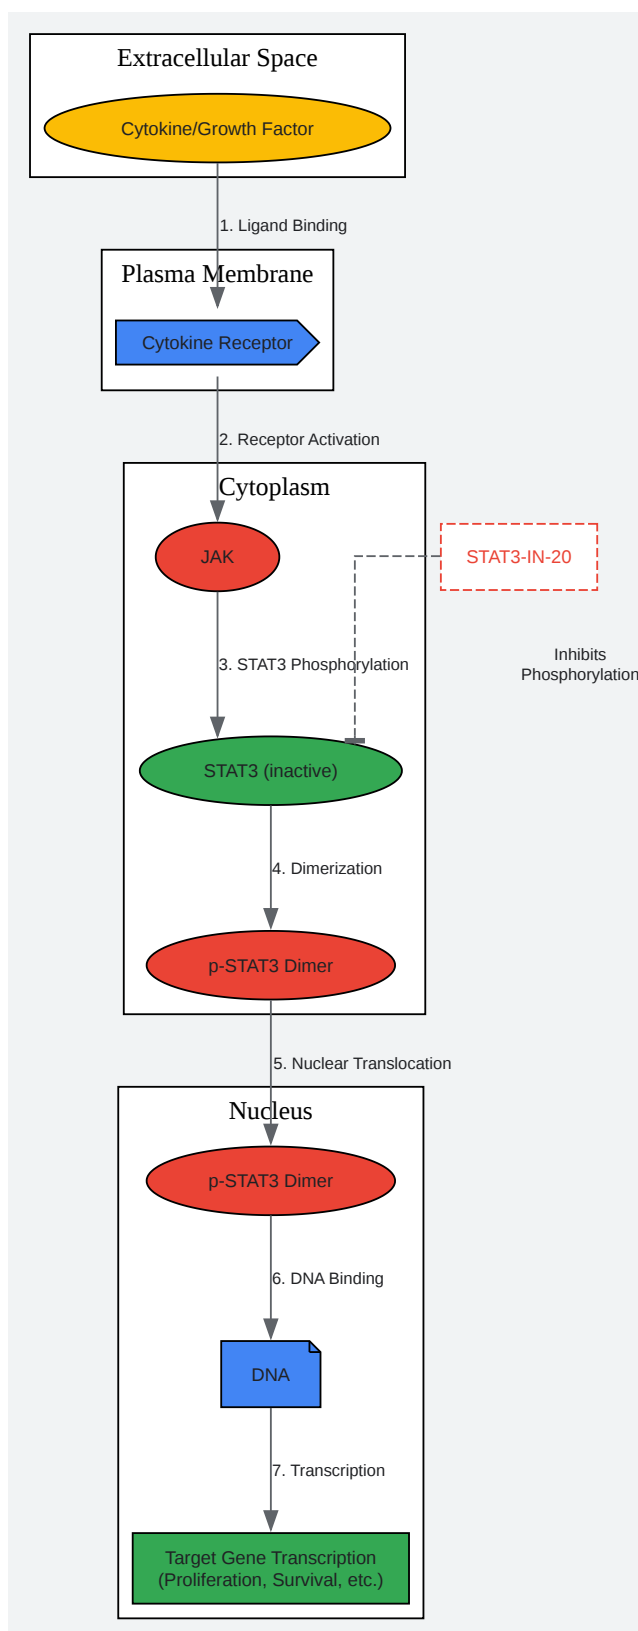 Extracellular Space
Cytokine/Growth Factor
1. Ligand Binding
Plasma Membrane
Cytokine Receptor
2. Receptor Activation
Cytoplasm
JAK
STAT3-IN-20
3. STAT3 Phosphorylation
Inhibits
Phosphorylation
STAT3 (inactive)
4. Dimerization
p-STAT3 Dimer
5. Nuclear Translocation
Nucleus
p-STAT3 Dimer
6. DNA Binding
DNA
7. Transcription
Target Gene Transcription
(Proliferation, Survival, etc.)